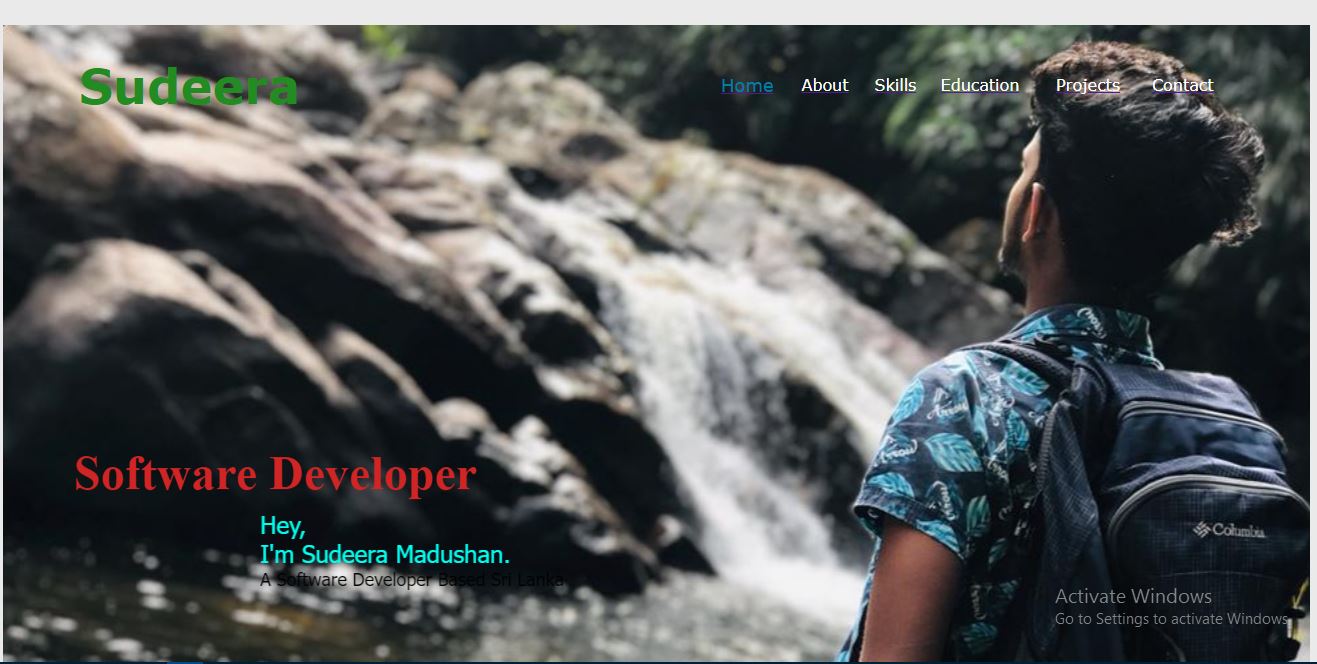 Sudeera
Home About Skills Education Projects Contact
Software Developer
Hey,
I'm Sudeera Madushan.
A Software Developer Based Sri Lanka
Columbia
Activate Windows
Go to Settings to activate Windows.